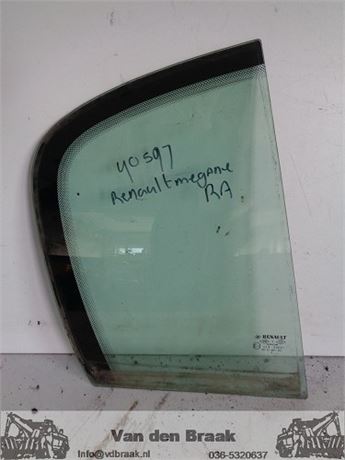 40597
Renault megane
RA
RENAULT
Van den Braak
Info@vdbraak.nl
036-5320637